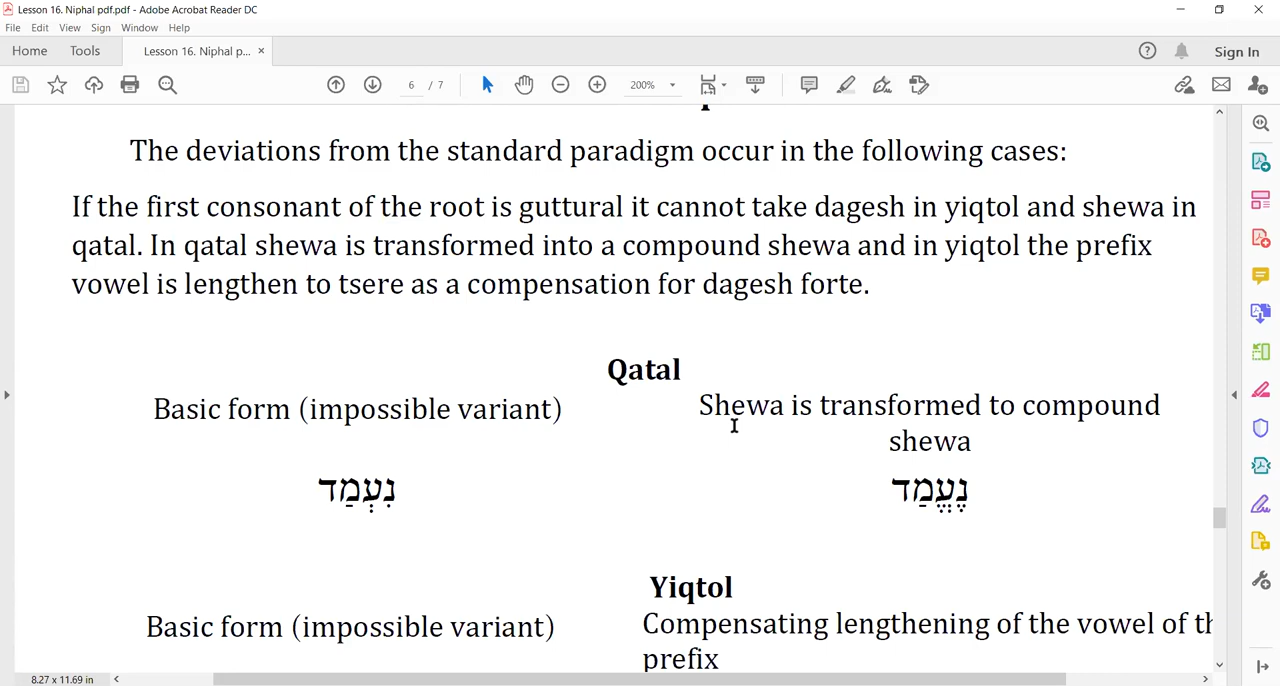 Lesson 16. Niphal pdf.pdf - Adobe Acrobat Reader DC
File Edit View Sign Window Help
Home Tools Lesson 16. Niphal p... × Sign In
6 / 7 200%
The deviations from the standard paradigm occur in the following cases:
If the first consonant of the root is guttural it cannot take dagesh in yiqtol and shewa in
qatal. In qatal shewa is transformed into a compound shewa and in yiqtol the prefix
vowel is lengthen to tsere as a compensation for dagesh forte.
Qatal
Basic form (impossible variant)
Shewa is transformed to compound
shewa
נִעְמַד
נֶעֱמַד
Yiqtol
Basic form (impossible variant)
Compensating lengthening of the vowel of
prefix
8.27 x 11.69 in